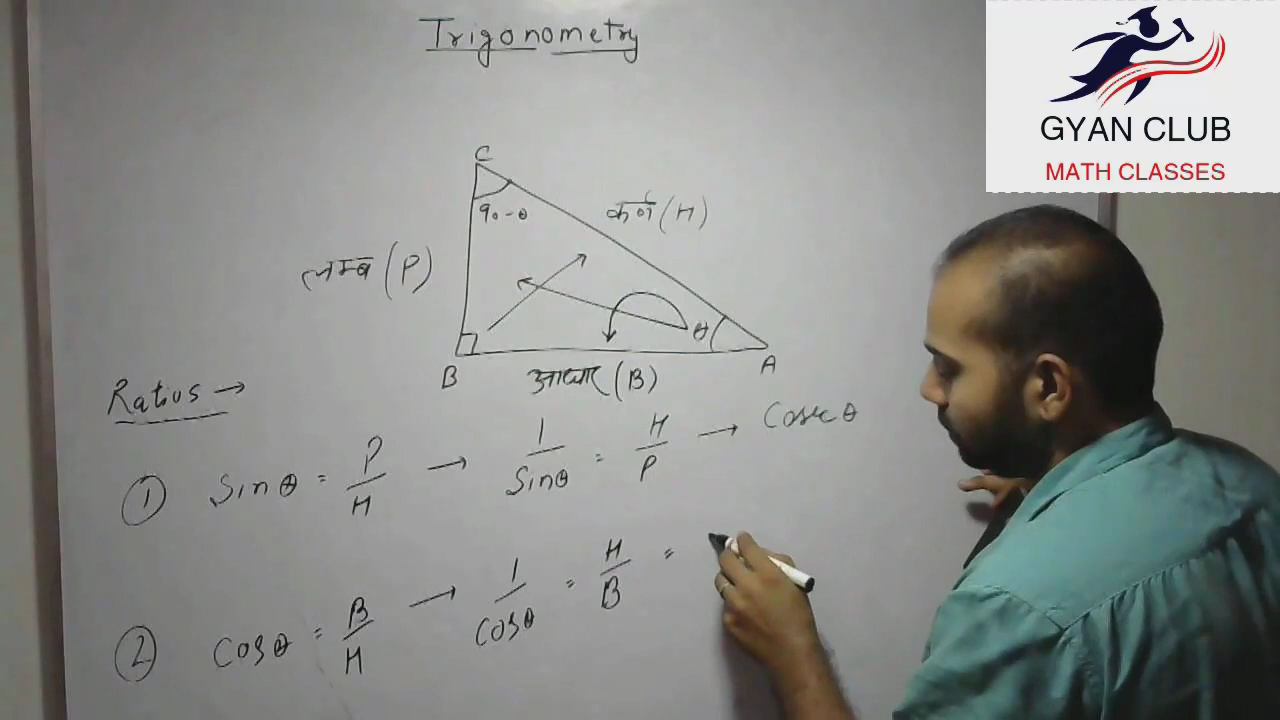 Trigonometry
GYAN CLUB
MATH CLASSES
C
90-θ
कर्ण (H)
लम्ब (P)
θ
B
आधार (B)
A
Ratios →
① Sinθ = P/H → 1/Sinθ = H/P → Cosecθ
② Cosθ = B/H → 1/Cosθ = H/B =